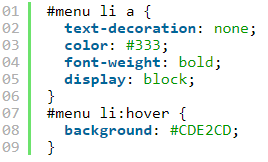 01 #menu li a {
02   text-decoration: none;
03   color: #333;
04   font-weight: bold;
05   display: block;
06 }
07 #menu li:hover {
08   background: #CDE2CD;
09 }